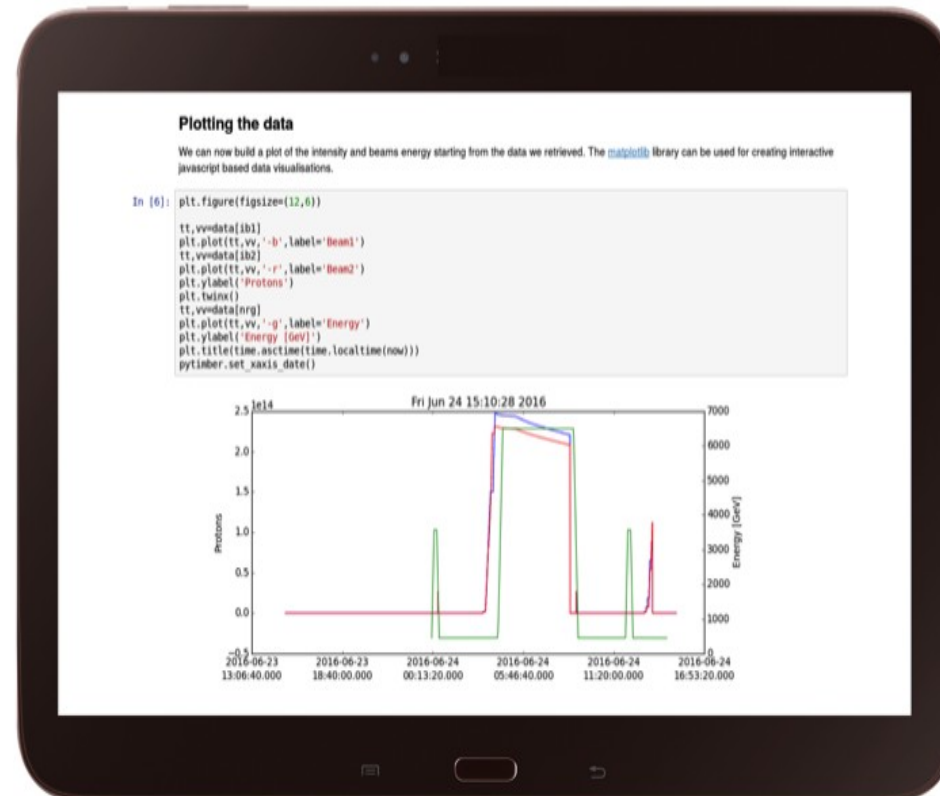 Plotting the data
We can now build a plot of the intensity and beams energy starting from the data we retrieved. The matplotlib library can be used for creating interactive
javascript based data visualisations.
In [6]: plt.figure(figsize=(12,6))
tt,vv=data[ib1]
plt.plot(tt,vv,'-b',label='Beam1')
tt,vv=data[ib2]
plt.plot(tt,vv,'-r',label='Beam2')
plt.ylabel('Protons')
plt.twinx()
tt,vv=data[nrg]
plt.plot(tt,vv,'-g',label='Energy')
plt.ylabel('Energy [GeV]')
plt.title(time.asctime(time.localtime(now)))
pytimber.set_xaxis_date()
Fri Jun 24 15:10:28 2016
1e14
2.5
2.0
1.5
1.0
0.5
0.0
−0.5
Protons
7000
6000
5000
4000
3000
2000
1000
0
Energy [GeV]
2016-06-23 2016-06-23 2016-06-24 2016-06-24 2016-06-24 2016-06-24
13:06:40.000 18:40:00.000 00:13:20.000 05:46:40.000 11:20:00.000 16:53:20.000